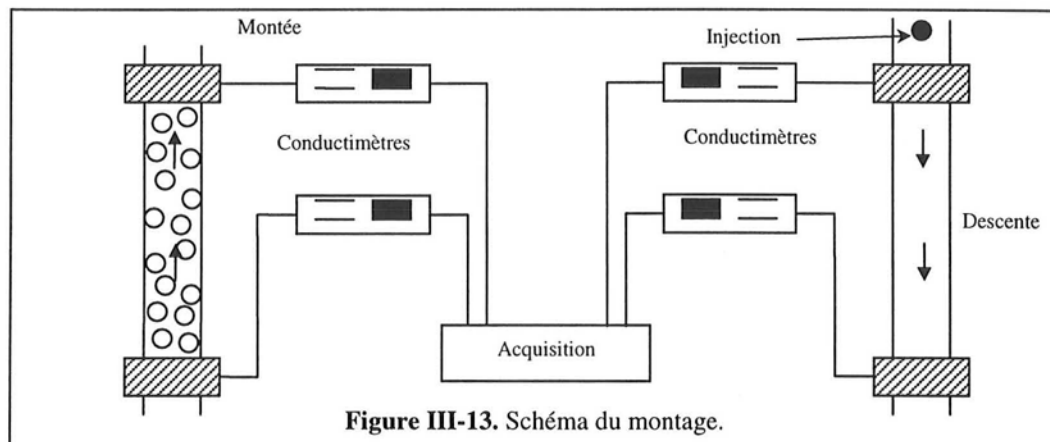 Montée
Injection
Conductimètres
Conductimètres
Descente
Acquisition
Figure III-13. Schéma du montage.